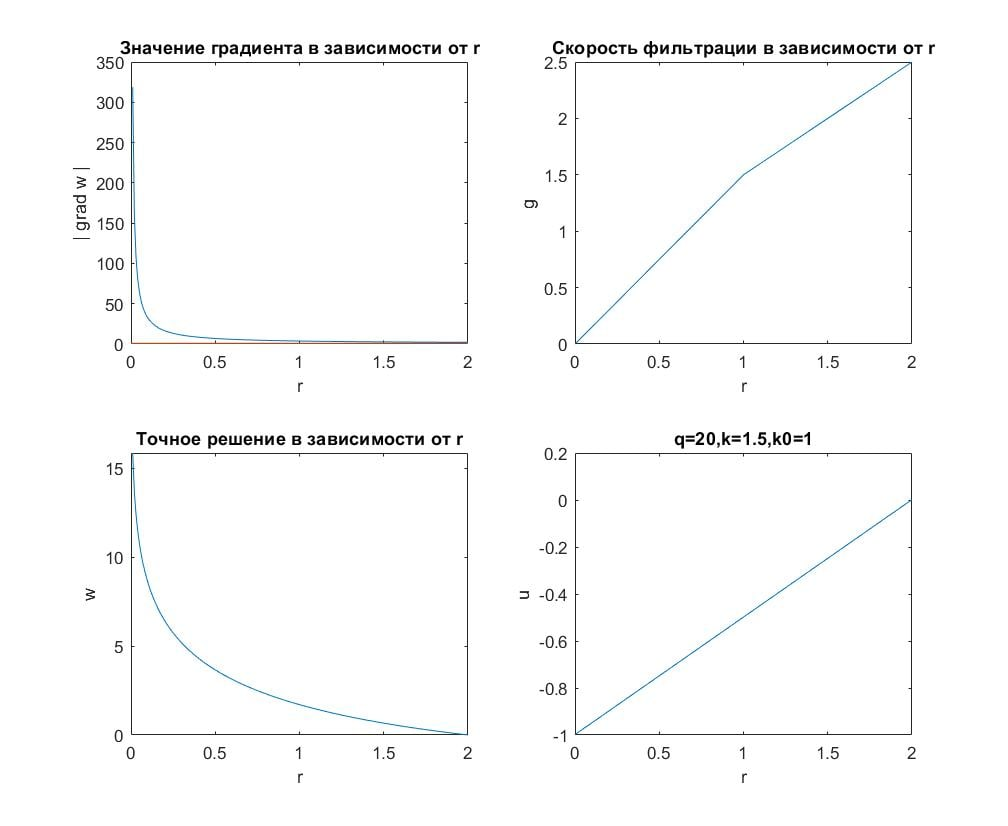 Значение градиента в зависимости от r
350
300
250
200
150
100
50
0
| grad w |
0 0.5 1 1.5 2
r
Скорость фильтрации в зависимости от r
2.5
2
1.5
1
0.5
0
g
0 0.5 1 1.5 2
r
Точное решение в зависимости от r
15
10
5
0
w
0 0.5 1 1.5 2
r
q=20,k=1.5,k0=1
0.2
0
-0.2
-0.4
-0.6
-0.8
-1
u
0 0.5 1 1.5 2
r